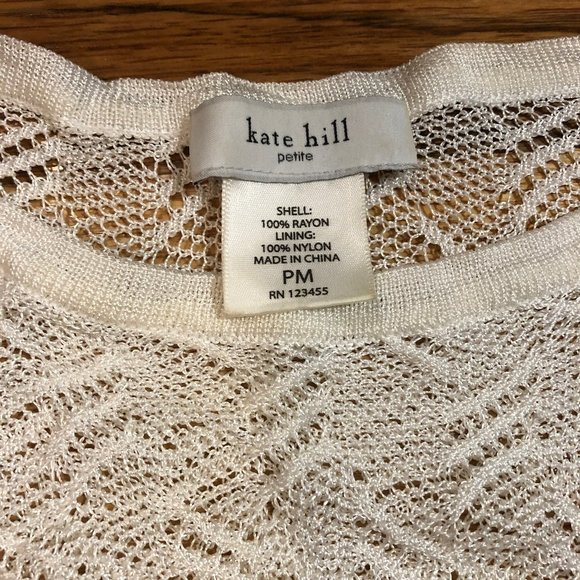 kate hill
petite
SHELL:
100% RAYON
LINING:
100% NYLON
MADE IN CHINA
PM
RN 123455